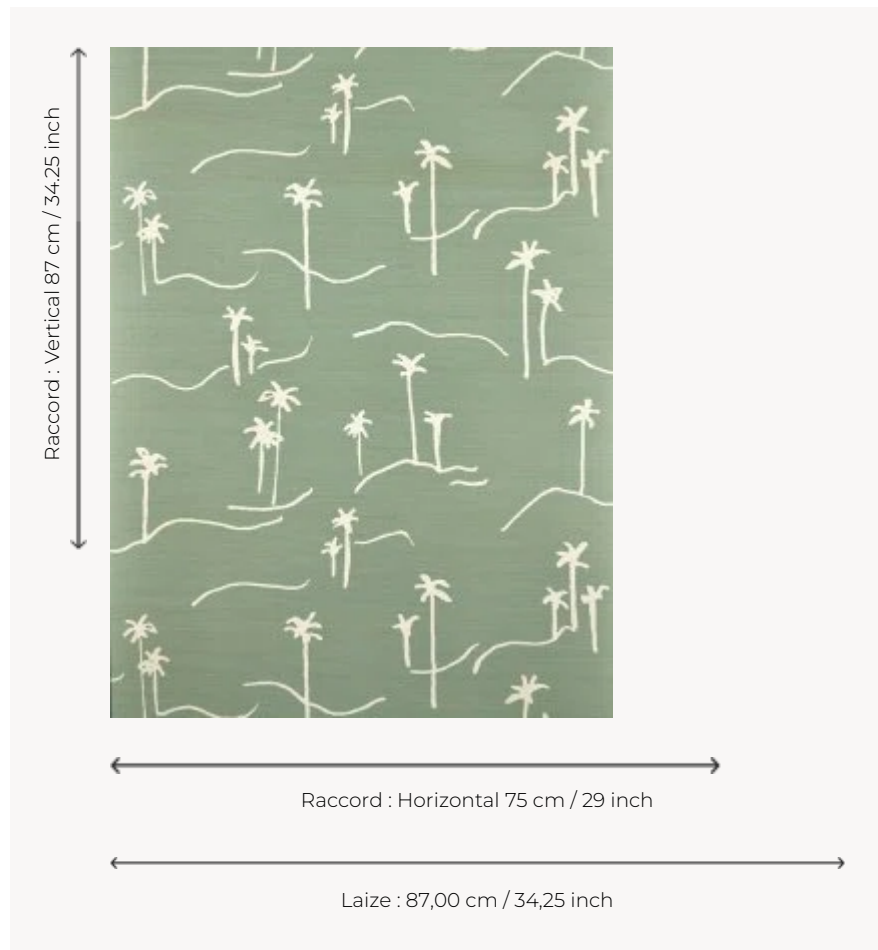 Raccord : Vertical 87 cm / 34.25 inch
Raccord : Horizontal 75 cm / 29 inch
Laize : 87,00 cm / 34,25 inch